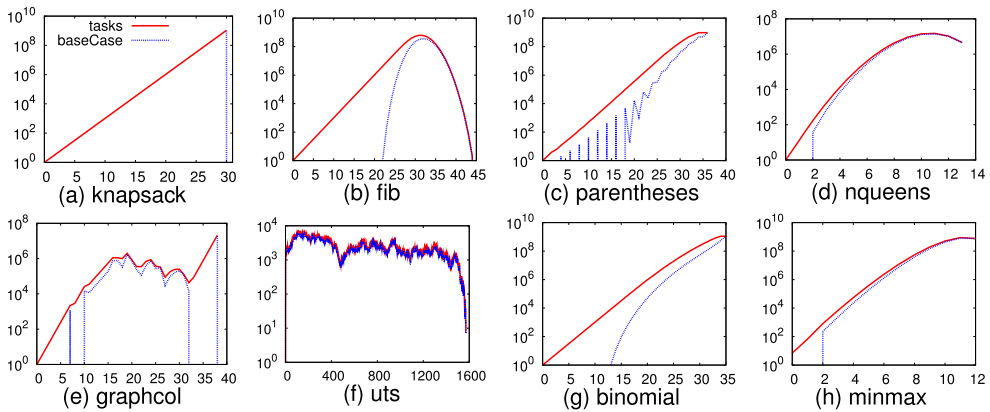 10^10
10^8
10^6
10^4
10^2
10^0
tasks
baseCase
0 5 10 15 20 25 30
(a) knapsack
10^10
10^8
10^6
10^4
10^2
10^0
0 5 10 15 20 25 30 35 40 45
(b) fib
10^10
10^8
10^6
10^4
10^2
10^0
0 5 10 15 20 25 30 35 40
(c) parentheses
10^8
10^6
10^4
10^2
10^0
0 2 4 6 8 10 12 14
(d) nqueens
10^8
10^6
10^4
10^2
10^0
0 5 10 15 20 25 30 35 40
(e) graphcol
10^4
10^3
10^2
10^1
10^0
0 400 800 1200 1600
(f) uts
10^10
10^8
10^6
10^4
10^2
10^0
0 5 10 15 20 25 30 35
(g) binomial
10^10
10^8
10^6
10^4
10^2
10^0
0 2 4 6 8 10 12
(h) minmax